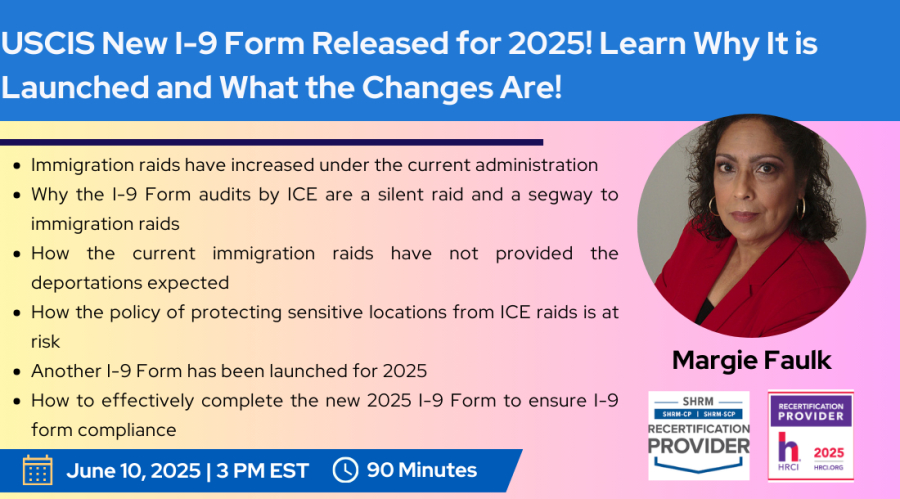 USCIS New I-9 Form Released for 2025! Learn Why It is
Launched and What the Changes Are!
• Immigration raids have increased under the current administration
• Why the I-9 Form audits by ICE are a silent raid and a segway to
immigration raids
• How the current immigration raids have not provided the
deportations expected
• How the policy of protecting sensitive locations from ICE raids is at
risk
• Another I-9 Form has been launched for 2025
• How to effectively complete the new 2025 I-9 Form to ensure I-9
form compliance
Margie Faulk
SHRM
SHRM-CP | SHRM-SCP
RECERTIFICATION
PROVIDER
RECERTIFICATION
PROVIDER
h
HRCI
2025
HRCI.ORG
June 10, 2025 | 3 PM EST
90 Minutes